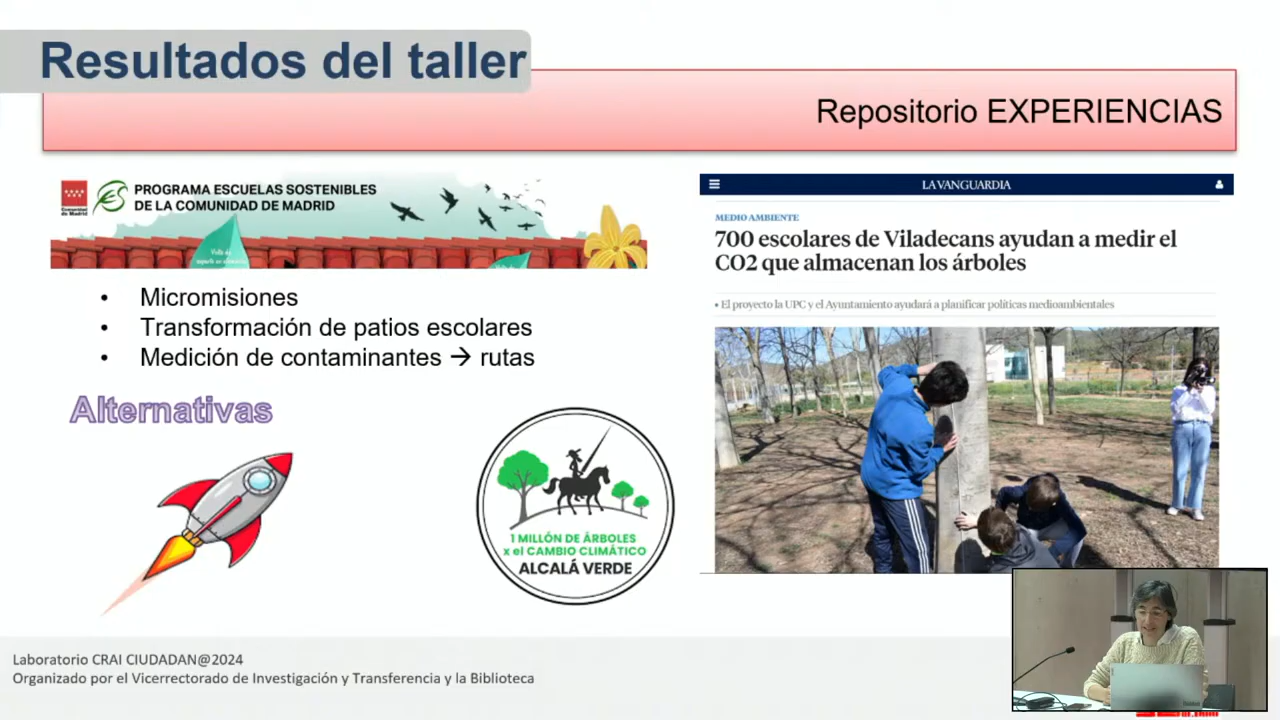 Resultados del taller
Repositorio EXPERIENCIAS
Comunidad
de Madrid
PROGRAMA ESCUELAS SOSTENIBLES
DE LA COMUNIDAD DE MADRID
• Micromisiones
• Transformación de patios escolares
• Medición de contaminantes → rutas
Alternativas
1 MILLÓN DE ÁRBOLES
x el CAMBIO CLIMÁTICO
ALCALÁ VERDE
LA VANGUARDIA
MEDIO AMBIENTE
700 escolares de Viladecans ayudan a medir el
CO2 que almacenan los árboles
• El proyecto la UPC y el Ayuntamiento ayudará a planificar políticas medioambientales
Laboratorio CRAI CIUDADAN@2024
Organizado por el Vicerrectorado de Investigación y Transferencia y la Biblioteca